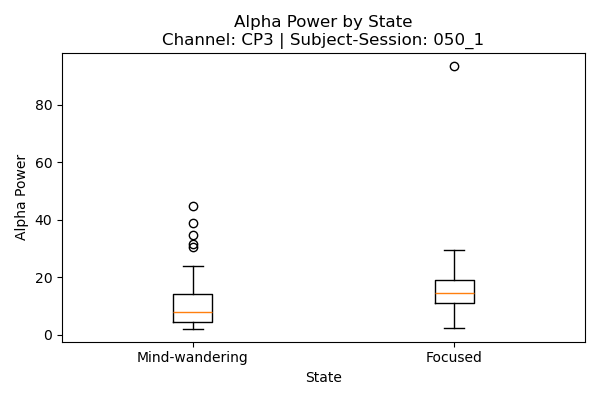 Alpha Power by State
Channel: CP3 | Subject-Session: 050_1
80
60
40
20
0
Alpha Power
Mind-wandering
Focused
State